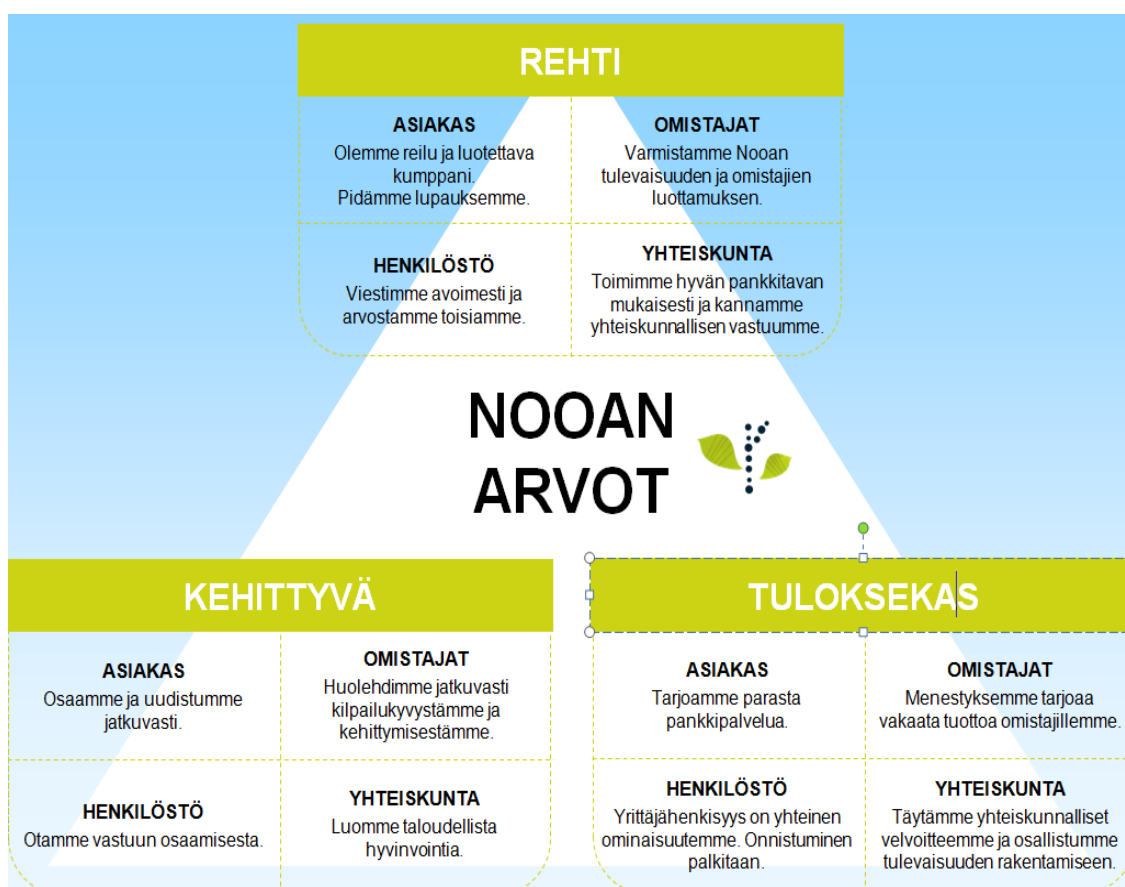 REHTI
ASIAKAS
Olemme reilu ja luotettava
kumppani.
Pidämme lupauksemme.
OMISTAJAT
Varmistamme Nooan
tulevaisuuden ja omistajien
luottamuksen.
HENKILÖSTÖ
Viestimme avoimesti ja
arvostamme toisiamme.
YHTEISKUNTA
Toimimme hyvän pankkitavan
mukaisesti ja kannamme
yhteiskunnallisen vastuumme.
NOOAN
ARVOT
KEHITTYVÄ
ASIAKAS
Osaamme ja uudistumme
jatkuvasti.
OMISTAJAT
Huolehdimme jatkuvasti
kilpailukyvystämme ja
kehittymisestämme.
HENKILÖSTÖ
Otamme vastuun osaamisesta.
YHTEISKUNTA
Luomme taloudellista
hyvinvointia.
TULOKSEKAS
ASIAKAS
Tarjoamme parasta
pankkipalvelua.
OMISTAJAT
Menestyksemme tarjoaa
vakaata tuottoa omistajillemme.
HENKILÖSTÖ
Yrittäjähenkisyys on yhteinen
ominaisuutemme. Onnistuminen
palkitaan.
YHTEISKUNTA
Täytämme yhteiskunnalliset
velvoitteemme ja osallistumme
tulevaisuuden rakentamiseen.